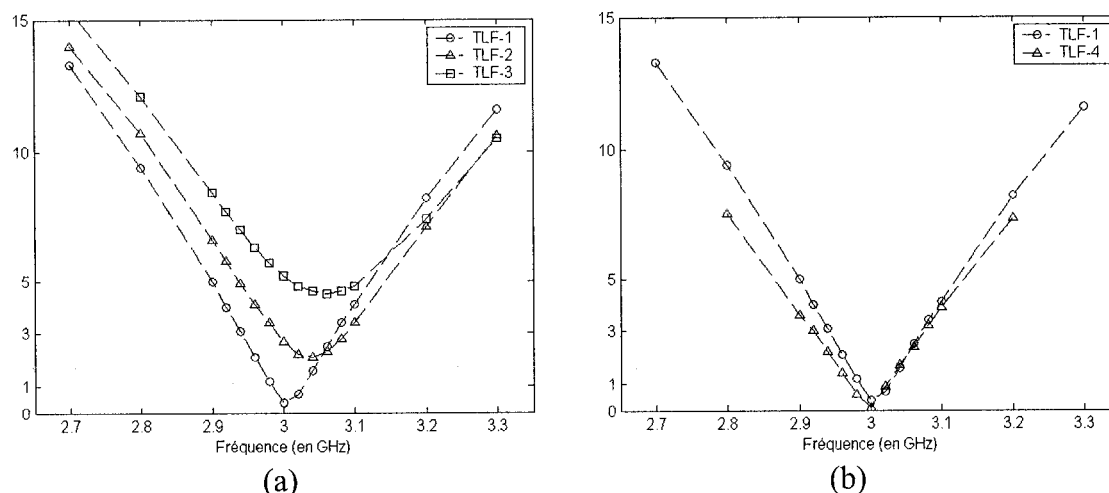 15
10
5
3
1
0
2.7 2.8 2.9 3 3.1 3.2 3.3
Fréquence (en GHz)
TLF-1
TLF-2
TLF-3
(a)
15
10
5
3
1
0
2.7 2.8 2.9 3 3.1 3.2 3.3
Fréquence (en GHz)
TLF-1
TLF-4
(b)